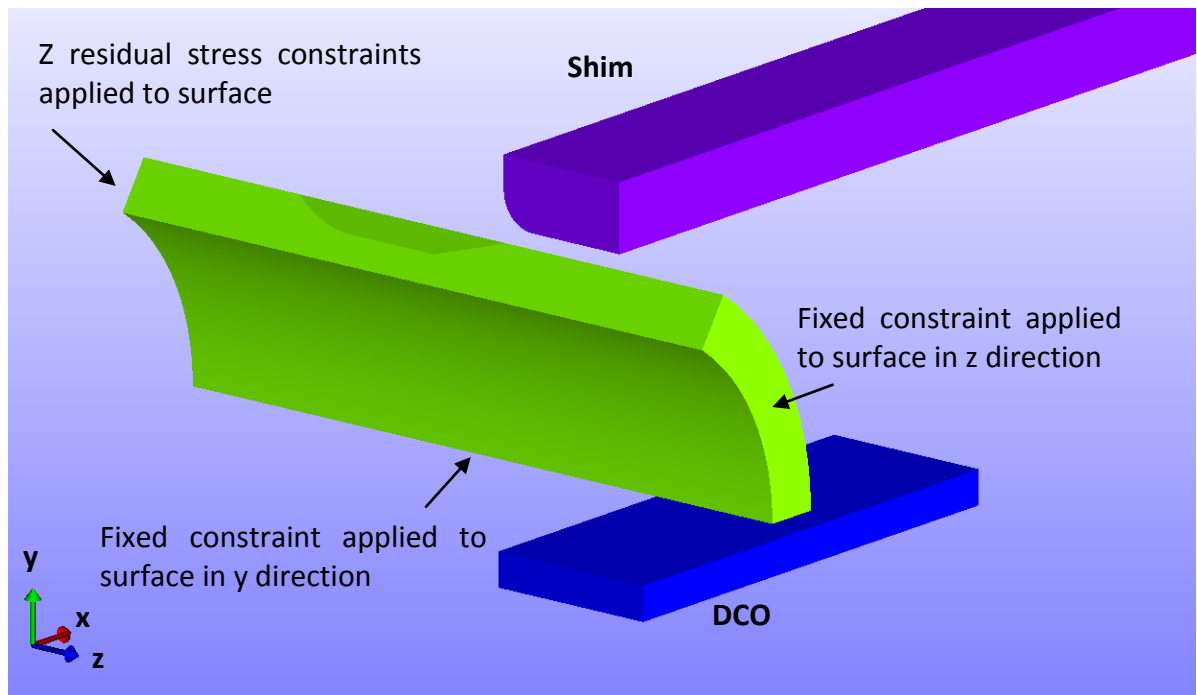 Z residual stress constraints
applied to surface
Shim
Fixed constraint applied
to surface in z direction
Fixed constraint applied to
surface in y direction
DCO
y
x
z